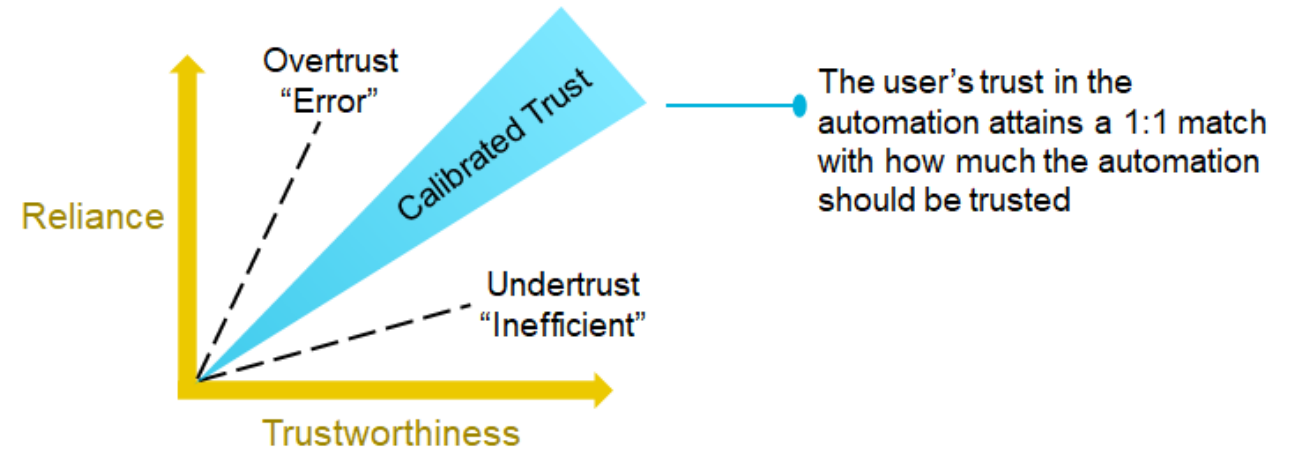 Overtrust
“Error”
Calibrated Trust
The user’s trust in the
automation attains a 1:1 match
with how much the automation
should be trusted
Reliance
Undertrust
“Inefficient”
Trustworthiness